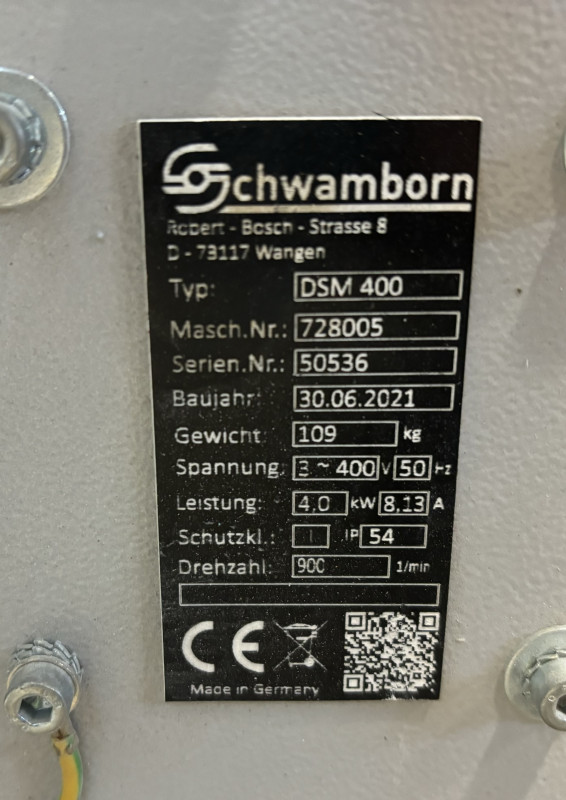 Schwamborn
Robert - Bosch - Strasse 8
D - 73117 Wangen
Typ: DSM 400
Masch.Nr.: 728005
Serien.Nr.: 50536
Baujahr: 30.06.2021
Gewicht: 109 kg
Spannung: 3 ~ 400 V 50 Hz
Leistung: 4,0 kW 8,13 A
Schutzkl.: I IP 54
Drehzahl: 900 1/min
CE
Made in Germany